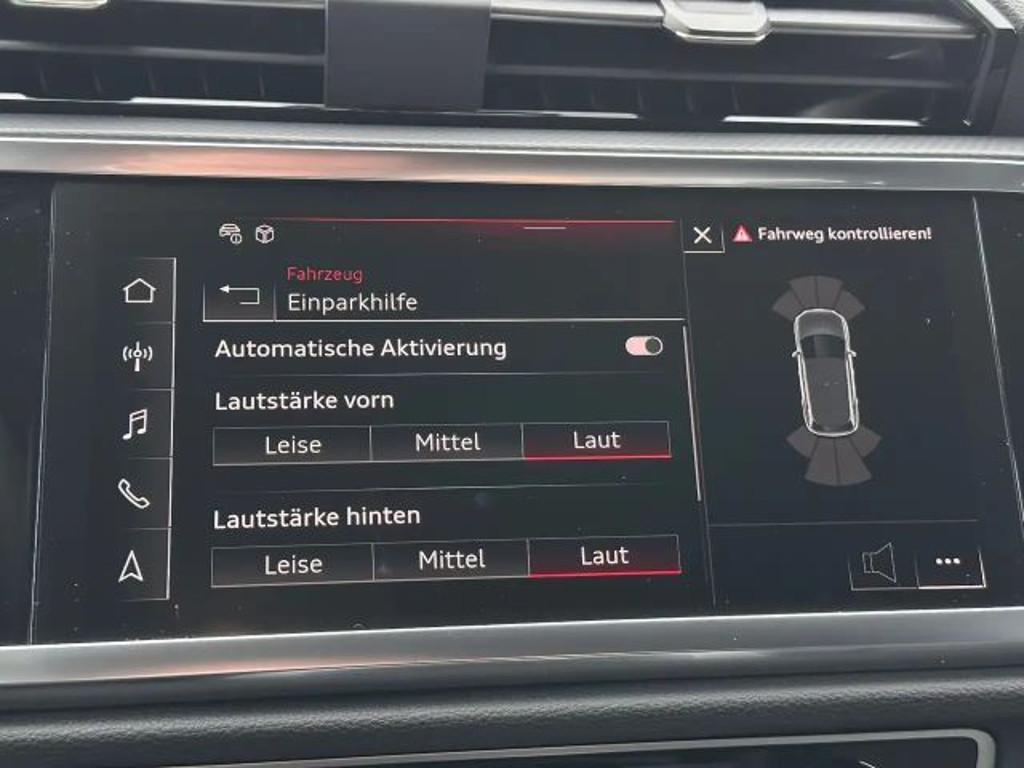 Fahrweg kontrollieren!
Fahrzeug
Einparkhilfe
Automatische Aktivierung
Lautstärke vorn
Leise Mittel Laut
Lautstärke hinten
Leise Mittel Laut